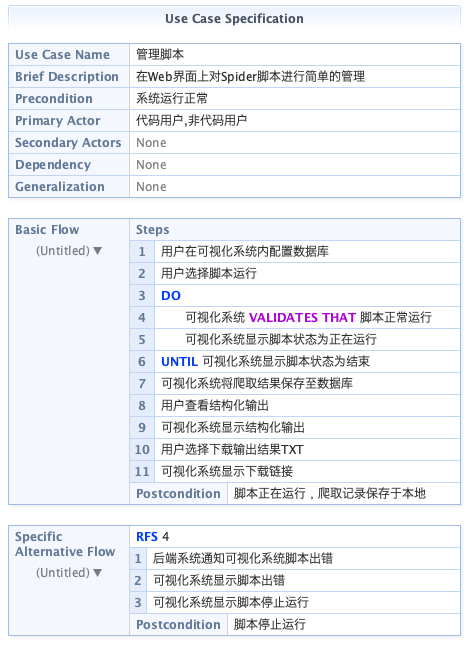 Use Case Specification
Use Case Name 管理脚本
Brief Description 在Web界面上对Spider脚本进行简单的管理
Precondition 系统运行正常
Primary Actor 代码用户,非代码用户
Secondary Actors None
Dependency None
Generalization None
Basic Flow Steps
(Untitled) ▼
1 用户在可视化系统内配置数据库
2 用户选择脚本运行
3 DO
4 可视化系统 VALIDATES THAT 脚本正常运行
5 可视化系统显示脚本状态为正在运行
6 UNTIL 可视化系统显示脚本状态为结束
7 可视化系统将爬取结果保存至数据库
8 用户查看结构化输出
9 可视化系统显示结构化输出
10 用户选择下载输出结果TXT
11 可视化系统显示下载链接
Postcondition 脚本正在运行，爬取记录保存于本地
Specific
Alternative Flow
(Untitled) ▼
RFS 4
1 后端系统通知可视化系统脚本出错
2 可视化系统显示脚本出错
3 可视化系统显示脚本停止运行
Postcondition 脚本停止运行